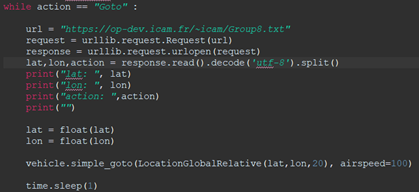 while action == "Goto" :
url = "https://op-dev.icam.fr/~icam/Group8.txt"
request = urllib.request.Request(url)
response = urllib.request.urlopen(request)
lat,lon,action = response.read().decode('utf-8').split()
print("lat: ", lat)
print("lon: ", lon)
print("action: ",action)
print("")
lat = float(lat)
lon = float(lon)
vehicle.simple_goto(LocationGlobalRelative(lat,lon,20), airspeed=100)
time.sleep(1)